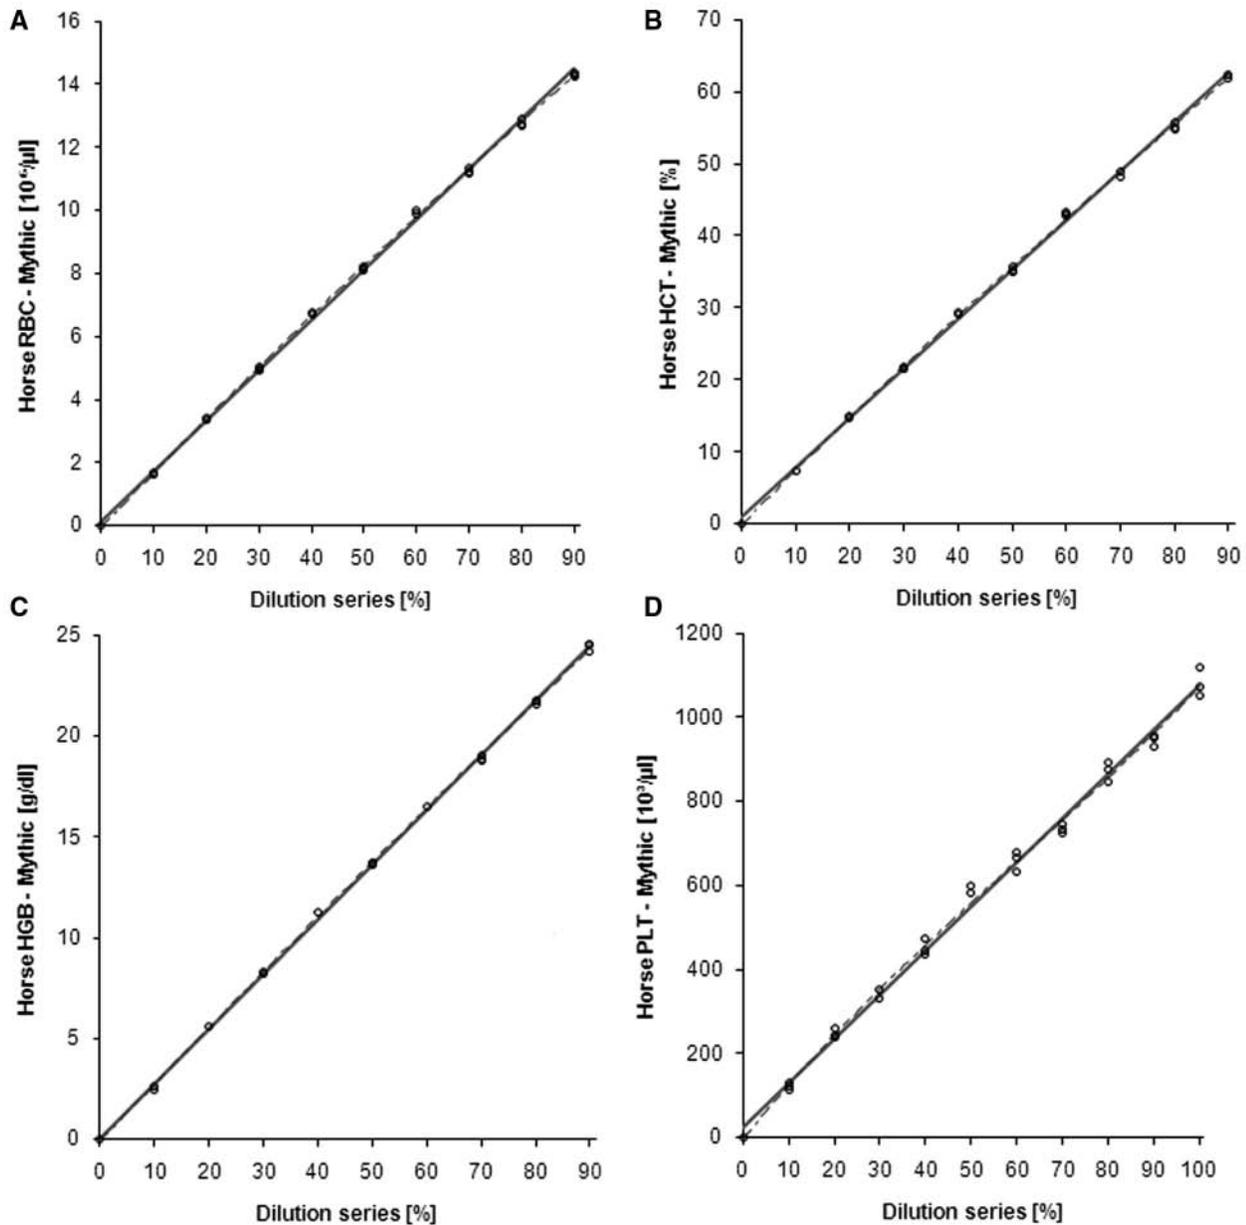 A
Horse RBC - Mythic [10⁶/µl]
16
14
12
10
8
6
4
2
0
0 10 20 30 40 50 60 70 80 90
Dilution series [%]
B
Horse HCT - Mythic [%]
70
60
50
40
30
20
10
0
0 10 20 30 40 50 60 70 80 90
Dilution series [%]
C
Horse HGB - Mythic [g/dl]
25
20
15
10
5
0
0 10 20 30 40 50 60 70 80 90
Dilution series [%]
D
Horse PLT - Mythic [10³/µl]
1200
1000
800
600
400
200
0
0 10 20 30 40 50 60 70 80 90 100
Dilution series [%]